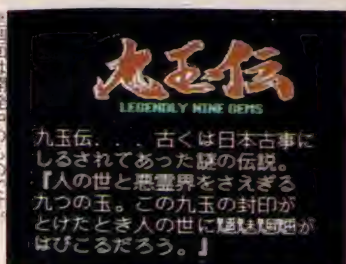 九玉伝
LEGENDLY NINE GEMS
九玉伝...古くは日本古事に
しるされてあった謎の伝説。
『人の世と悪霊界をさえぎる
九つの玉。この九玉の封印が
とけたとき人の世に魑魅魍魎が
はびこるだろう。』